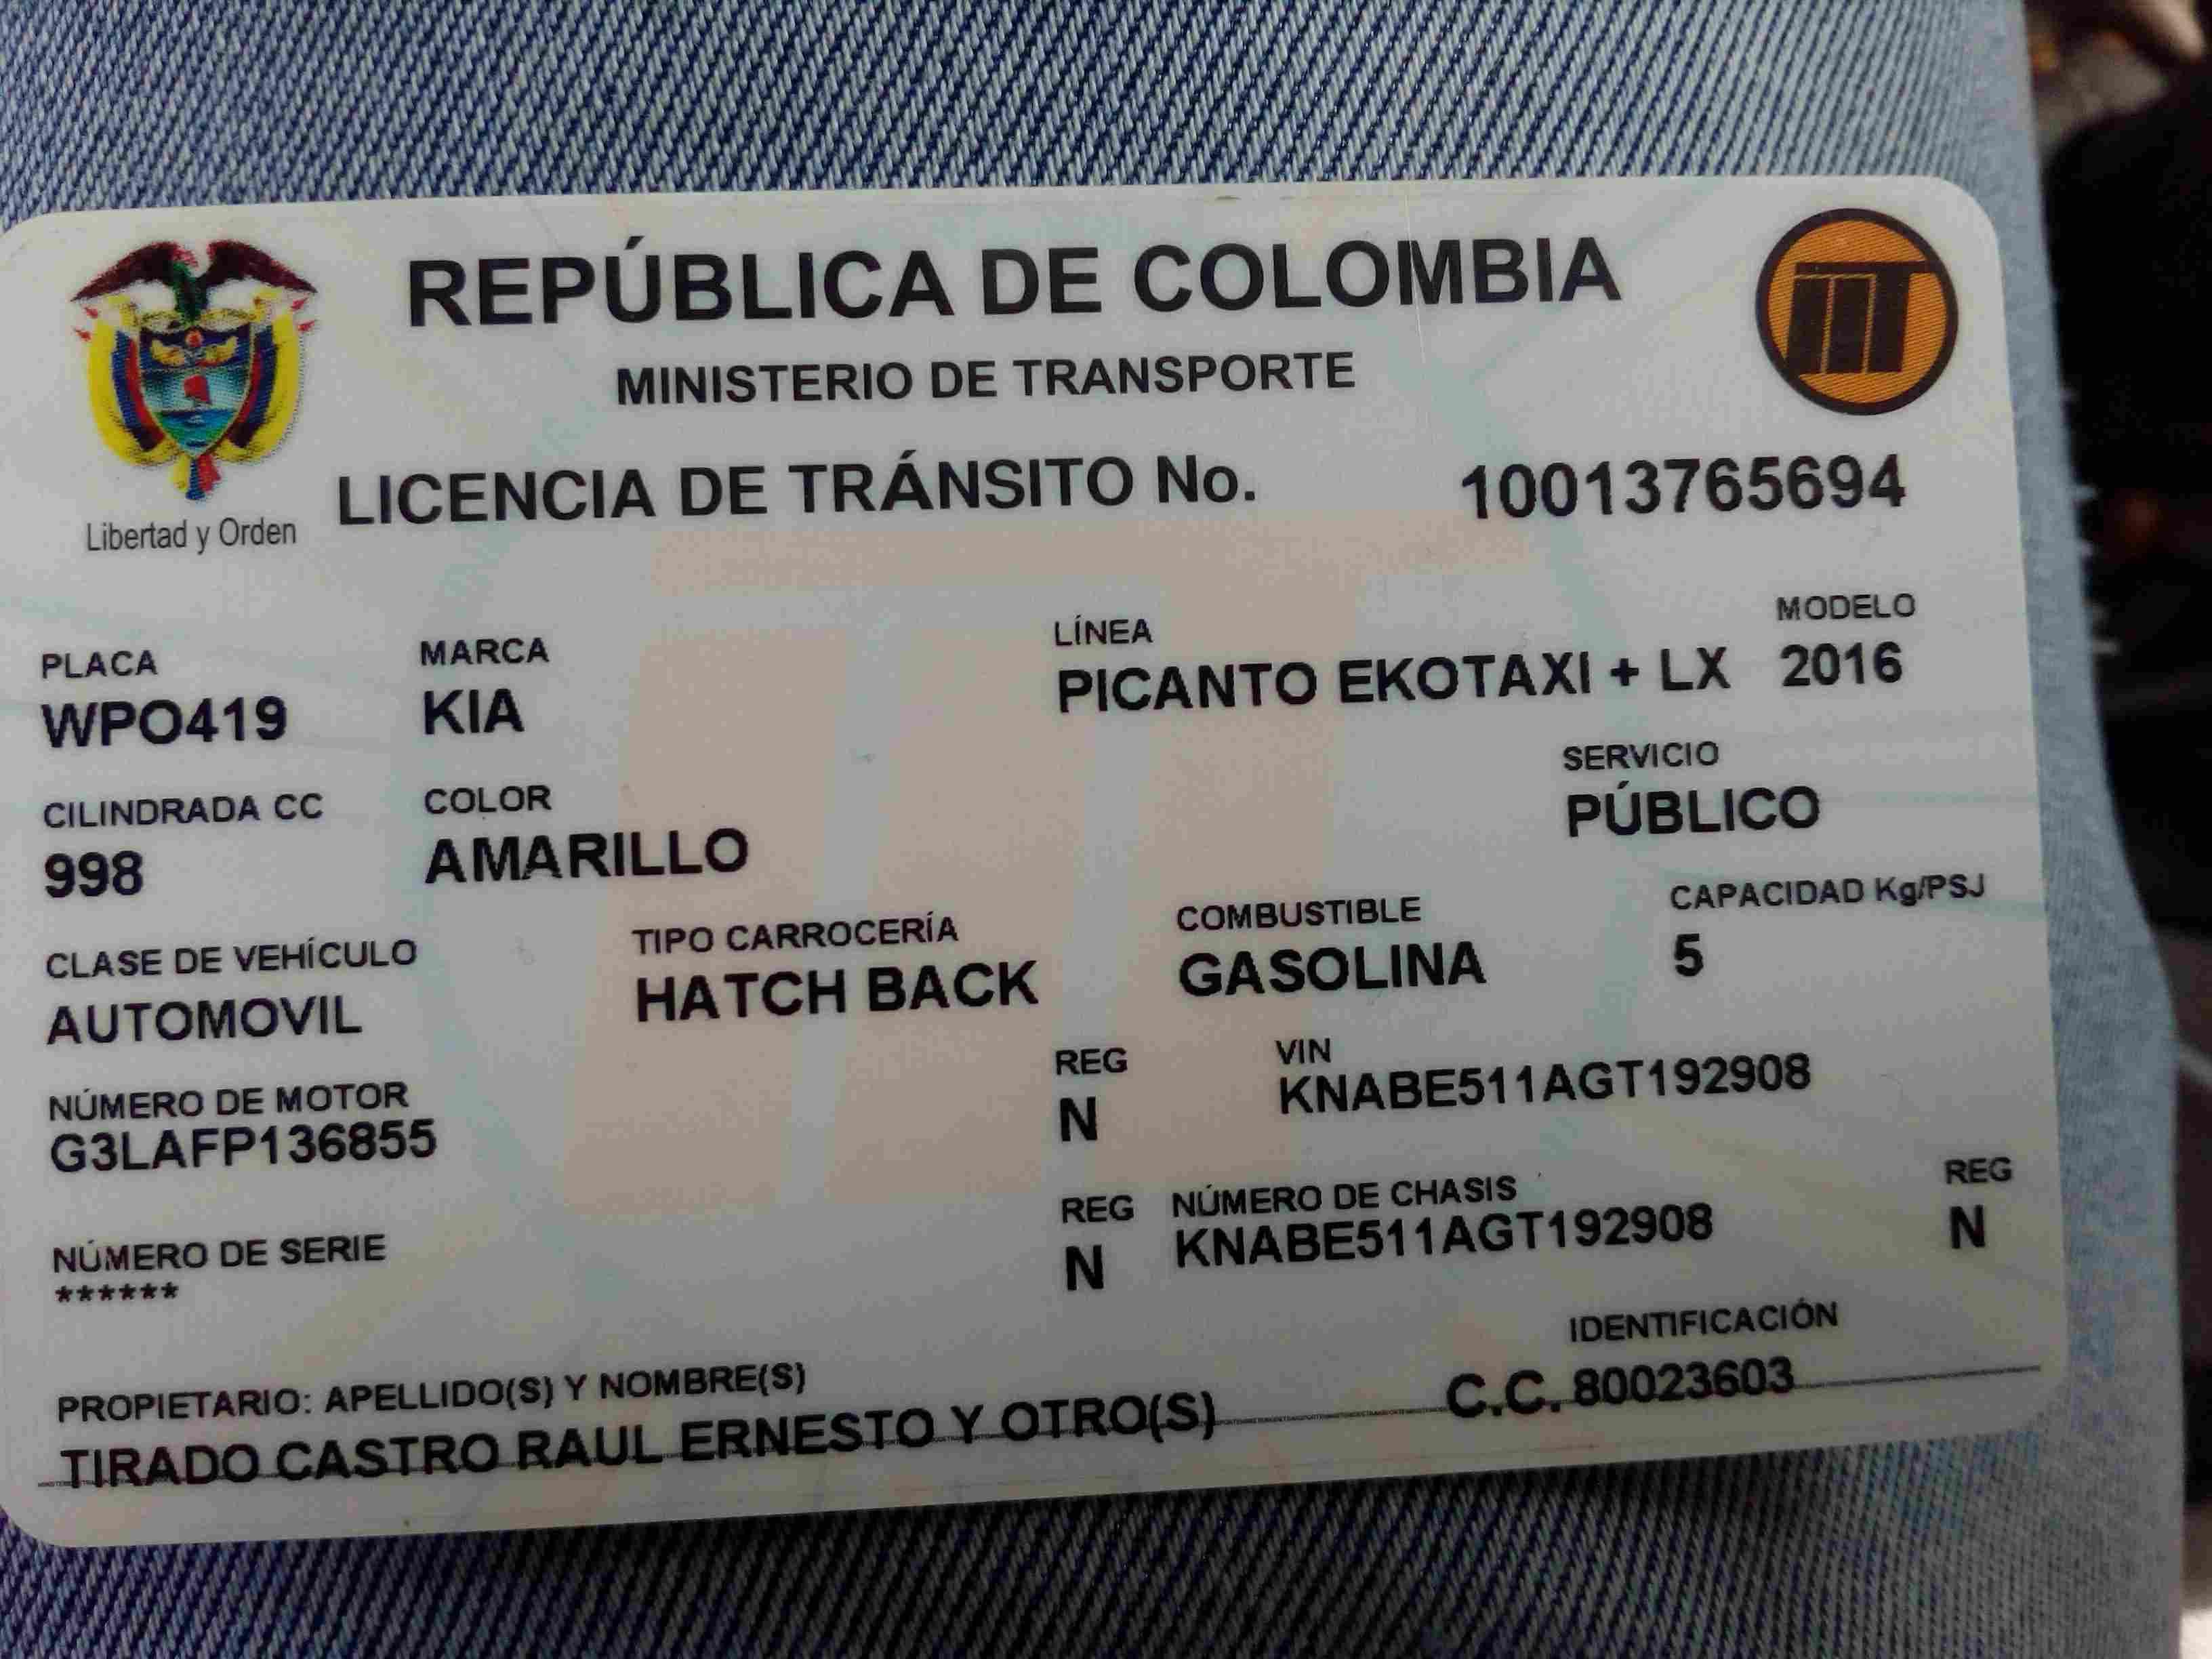 REPÚBLICA DE COLOMBIA
MINISTERIO DE TRANSPORTE
Libertad y Orden
LICENCIA DE TRÁNSITO No. 10013765694
PLACA MARCA LÍNEA MODELO
WPO419 KIA PICANTO EKOTAXI + LX 2016
CILINDRADA CC COLOR SERVICIO
998 AMARILLO PÚBLICO
CLASE DE VEHÍCULO TIPO CARROCERÍA COMBUSTIBLE CAPACIDAD Kg/PSJ
AUTOMOVIL HATCH BACK GASOLINA 5
NÚMERO DE MOTOR REG VIN
G3LAFP136855 N KNABE511AGT192908
NÚMERO DE SERIE REG NÚMERO DE CHASIS REG
****** N KNABE511AGT192908 N
PROPIETARIO: APELLIDO(S) Y NOMBRE(S) IDENTIFICACIÓN
TIRADO CASTRO RAUL ERNESTO Y OTRO(S) C.C. 80023603